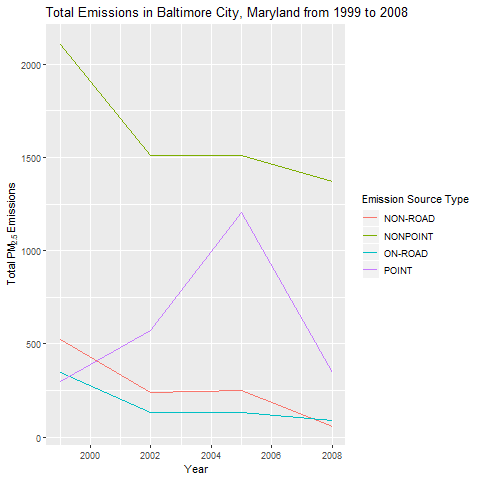 Total Emissions in Baltimore City, Maryland from 1999 to 2008
2000
1500
1000
500
0
Total PM2.5 Emissions
2000 2002 2004 2006 2008
Year
Emission Source Type
NON-ROAD
NONPOINT
ON-ROAD
POINT